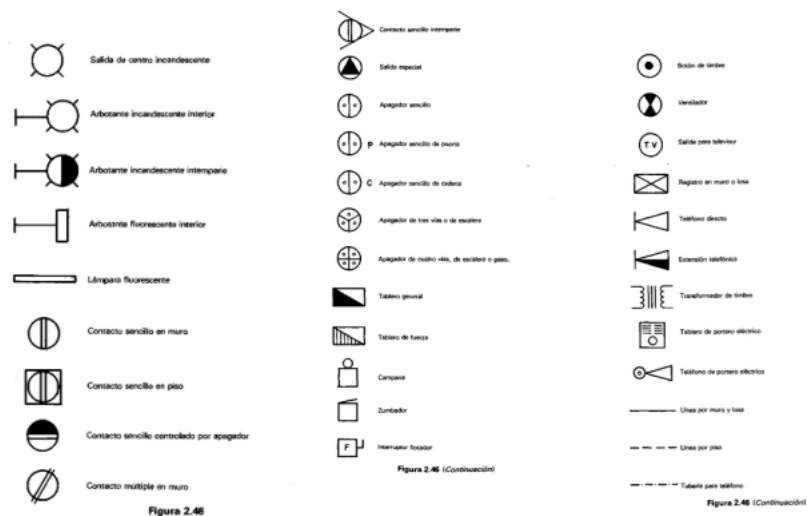 Salida de centro incandescente
Arbotante incandescente interior
Arbotante incandescente intemparie
Arbotante fluorescente interior
Lámpara fluorescente
Contacto sencillo en muro
Contacto sencillo en piso
Contacto sencillo controlado por apagador
Contacto múltiple en muro
Figura 2.46
Contacto sencillo intemperie
Salida especial
Apagador sencillo
P Apagador sencillo de
C Apagador sencillo de cadena
Apagador de tres vías o de escalera
Apagador de cuatro vías, de escalera o paso.
Tablero general
Tablero de fuerza
Campana
Zumbador
F Interruptor flotador
Figura 2.46 (Continuación)
Botón de timbre
Ventilador
TV Salida para televisor
Registro en muro o losa
Teléfono directo
Extensión telefónica
Transformador de timbre
Tablero de portero eléctrico
Teléfono de portero eléctrico
Línea por muro y losa
Línea por piso
Tubería para teléfono
Figura 2.46 (Continuación)